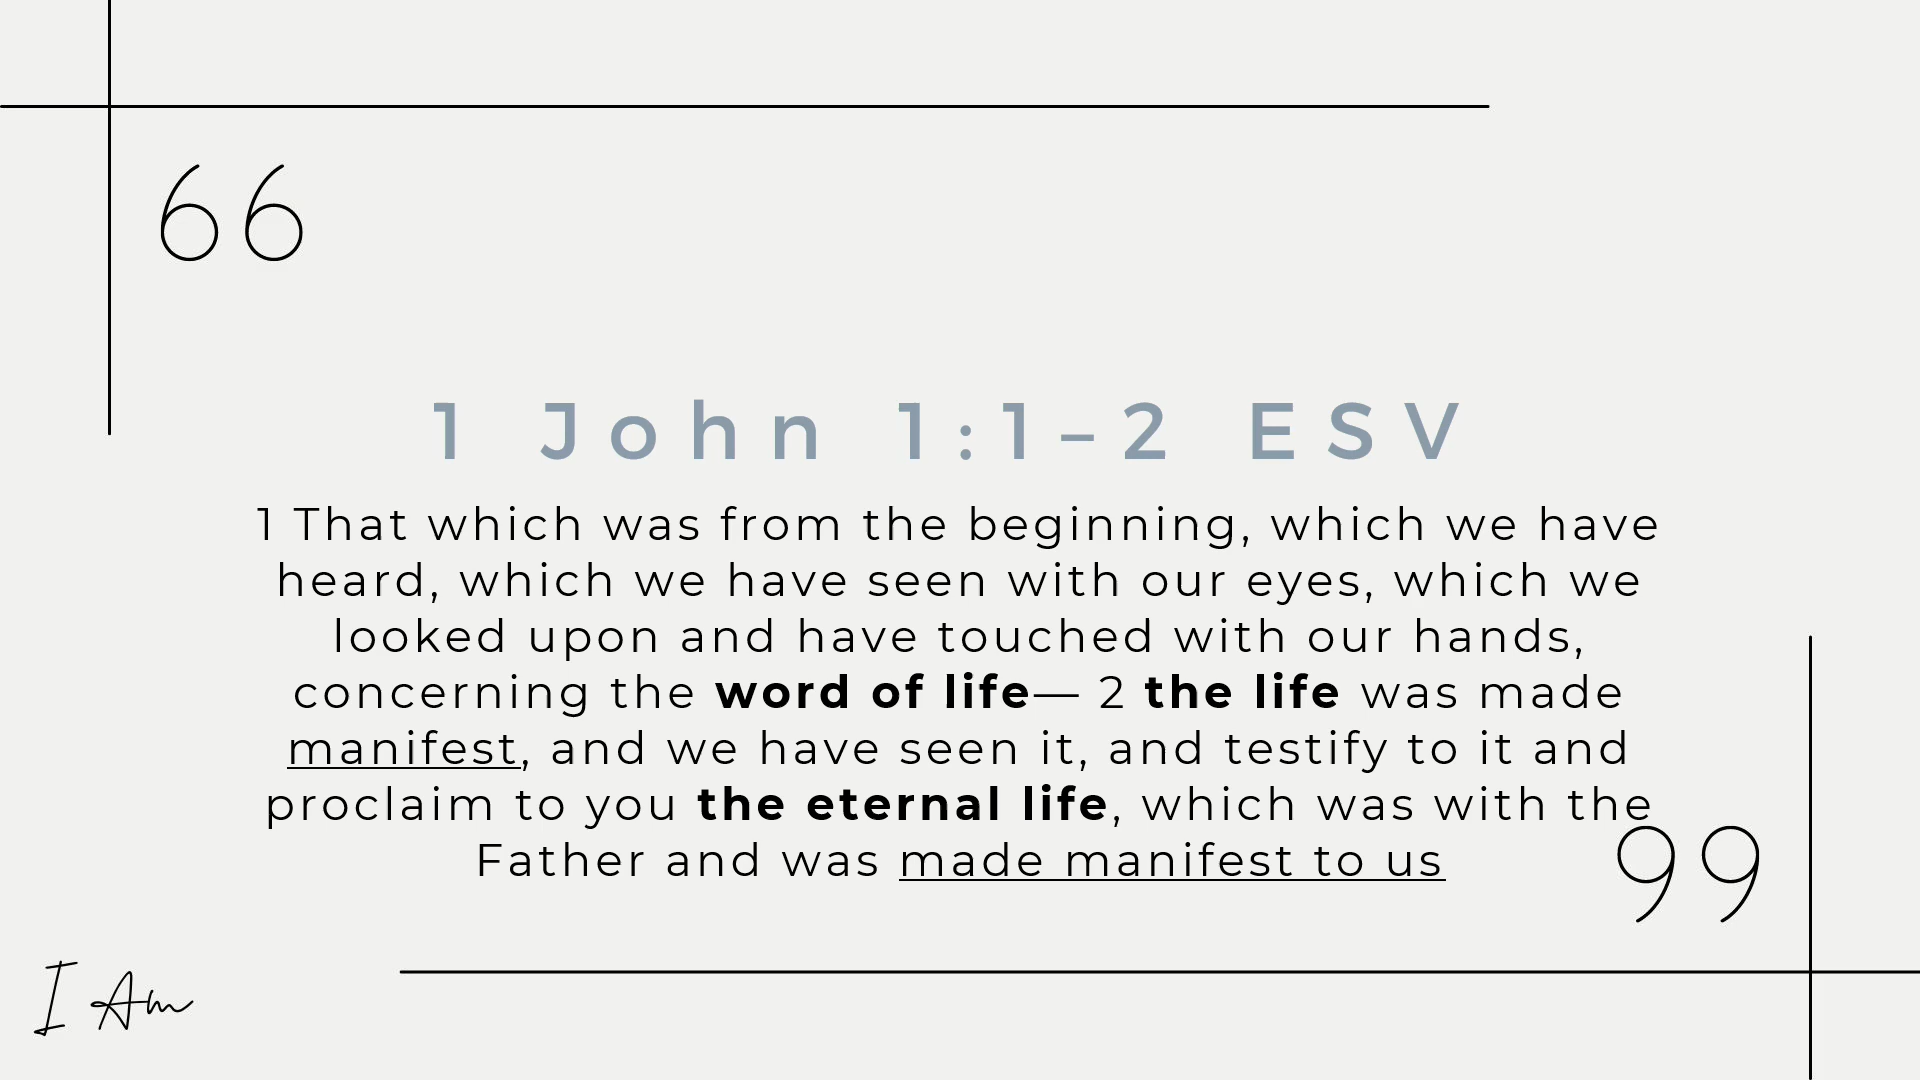 “
1 John 1:1–2 ESV
1 That which was from the beginning, which we have
heard, which we have seen with our eyes, which we
looked upon and have touched with our hands,
concerning the word of life— 2 the life was made
manifest, and we have seen it, and testify to it and
proclaim to you the eternal life, which was with the
Father and was made manifest to us
”
I Am